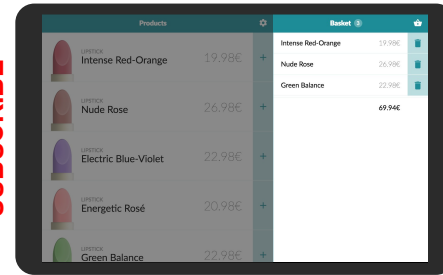 Products
Basket 3
LIPSTICK
Intense Red-Orange 19.98€ +
LIPSTICK
Nude Rose 26.98€ +
LIPSTICK
Electric Blue-Violet 22.98€ +
LIPSTICK
Energetic Rosé 20.98€ +
LIPSTICK
Green Balance 22.98€ +
Intense Red-Orange 19.98€
Nude Rose 26.98€
Green Balance 22.98€
69.94€